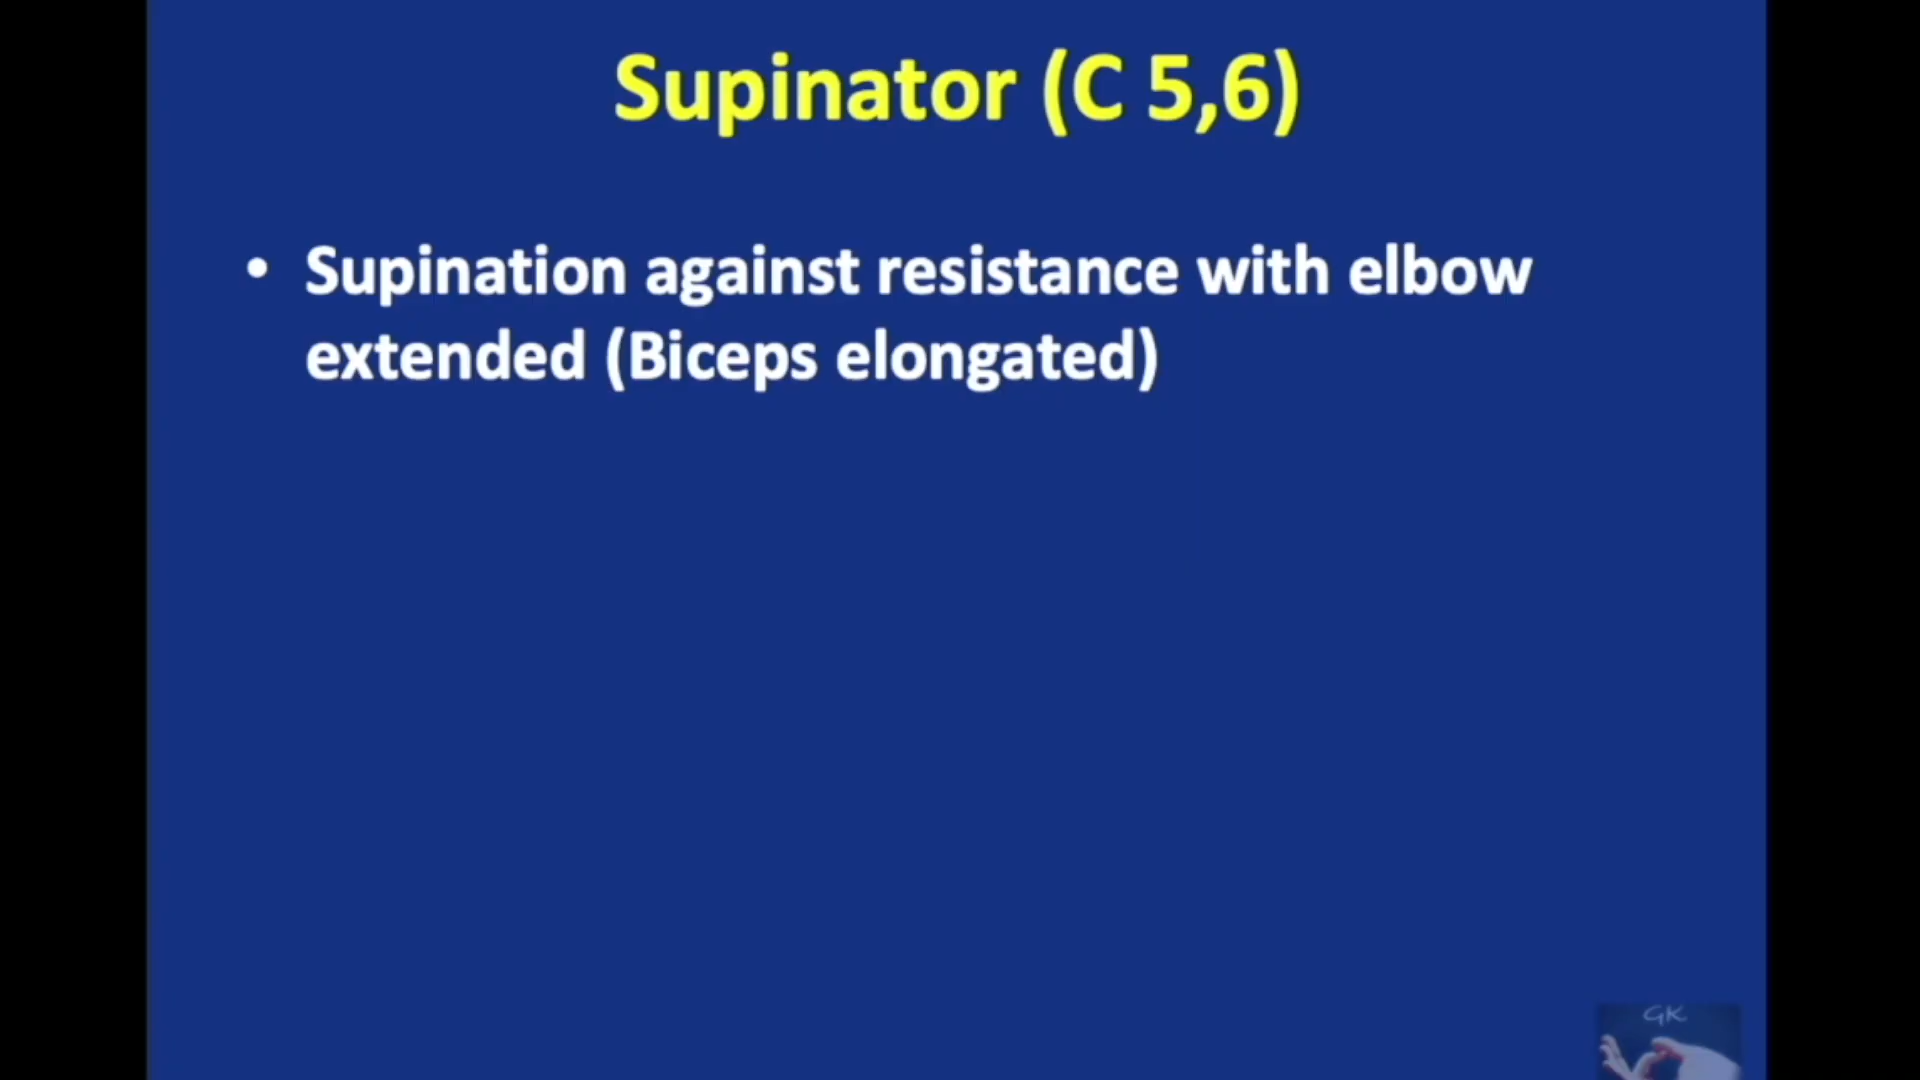 Supinator (C 5,6)
• Supination against resistance with elbow
extended (Biceps elongated)
GK